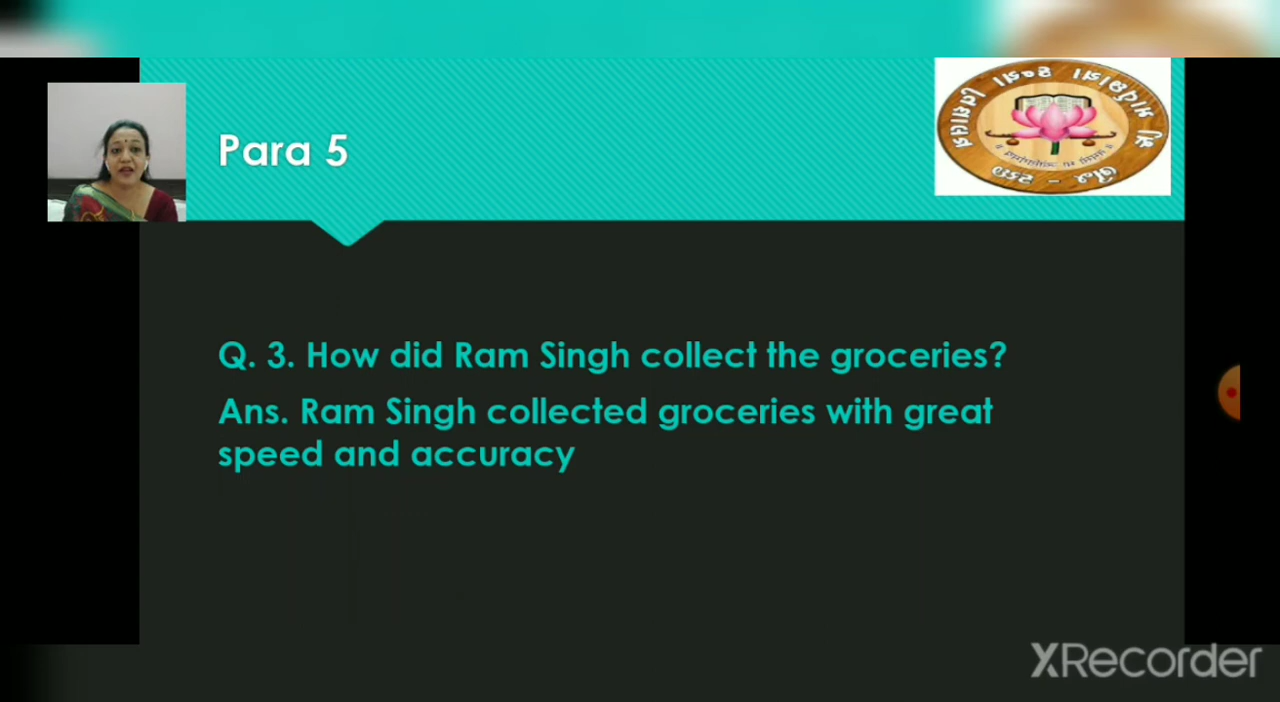 Para 5
Q. 3. How did Ram Singh collect the groceries?
Ans. Ram Singh collected groceries with great
speed and accuracy
XRecorder